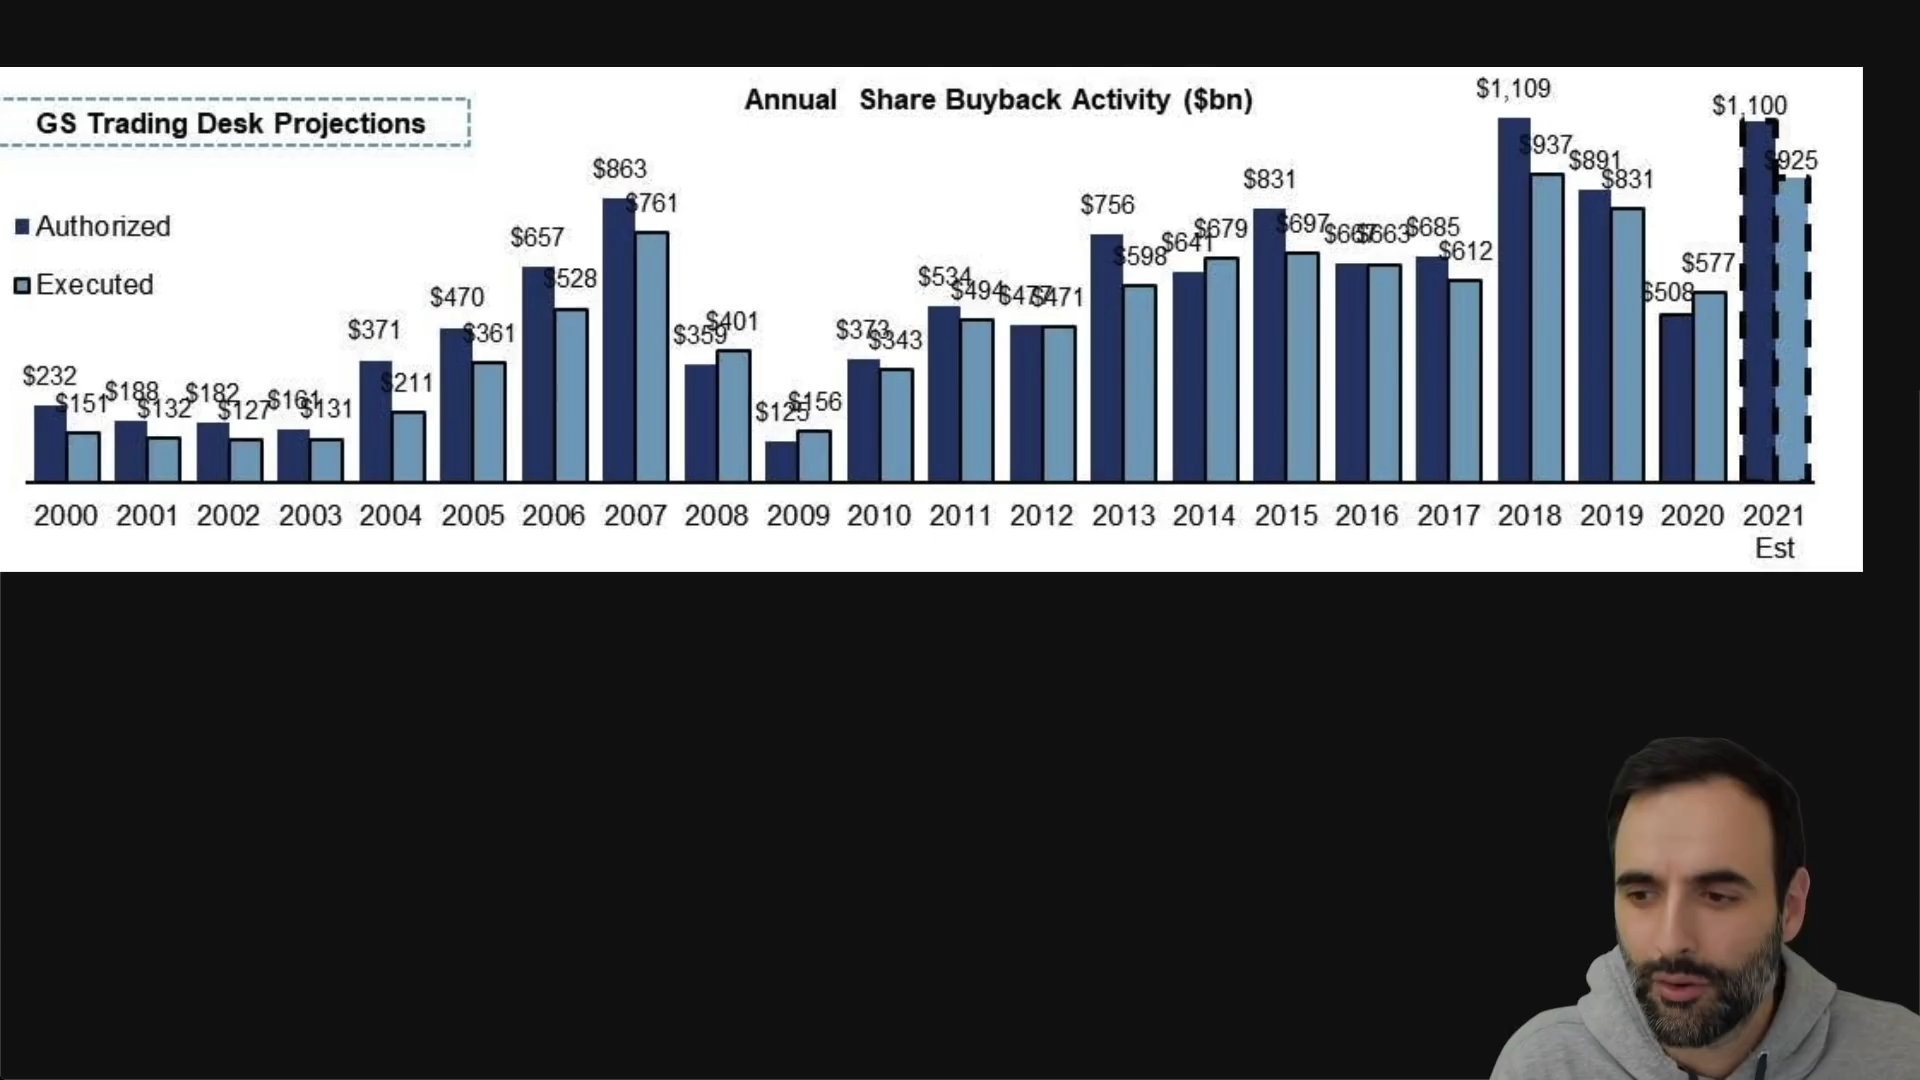 Annual Share Buyback Activity ($bn)
GS Trading Desk Projections
Authorized
Executed
$232 $151 $188 $132 $182 $127 $161 $131 $371 $211 $470 $361 $657 $528 $863 $761 $359 $401 $125 $156 $373 $343 $534 $494 $477 $471 $756 $598 $641 $679 $831 $697 $667 $663 $685 $612 $1,109 $937 $891 $831 $508 $577 $1,100 $925
2000 2001 2002 2003 2004 2005 2006 2007 2008 2009 2010 2011 2012 2013 2014 2015 2016 2017 2018 2019 2020 2021
Est